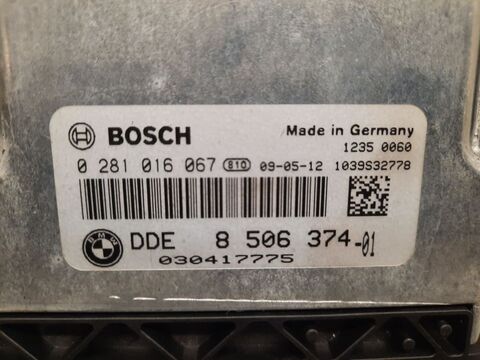 BOSCH Made in Germany
1235 0060
0 281 016 067 810 09-05-12 1039S32778
BMW DDE 8 506 374-01
030417775